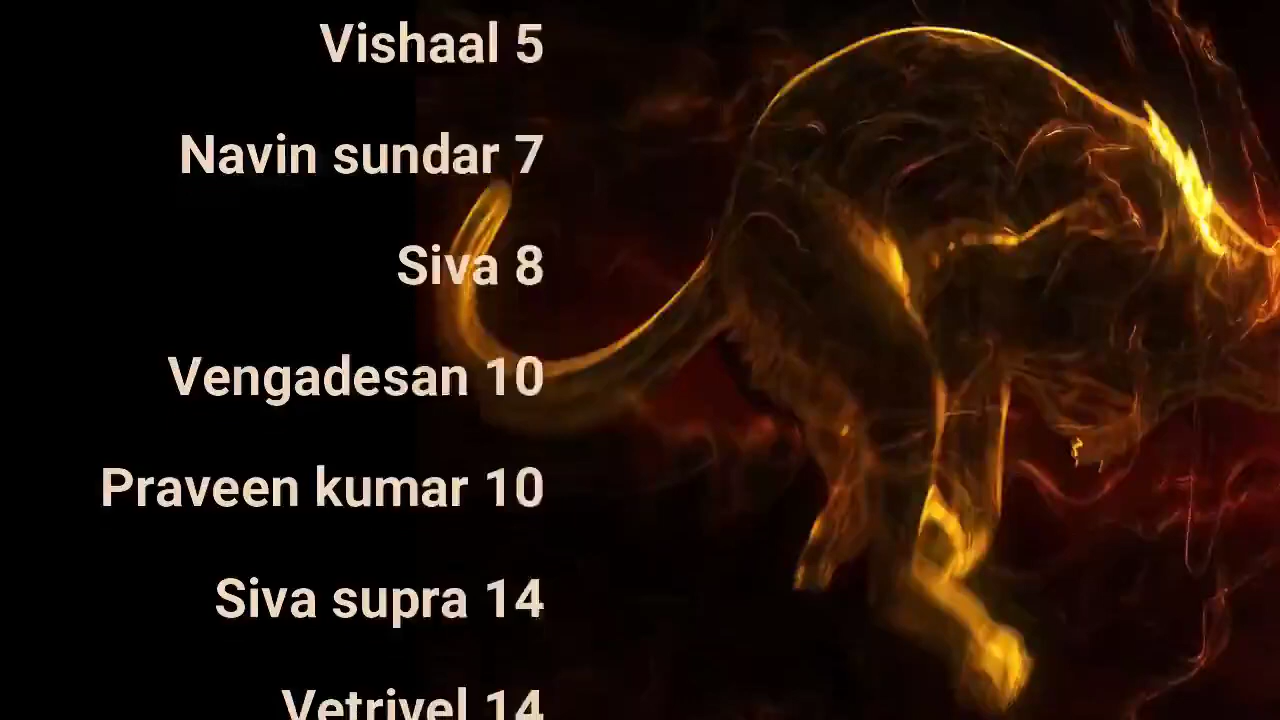 Vishaal 5
Navin sundar 7
Siva 8
Vengadesan 10
Praveen kumar 10
Siva supra 14
Vetrivel 14